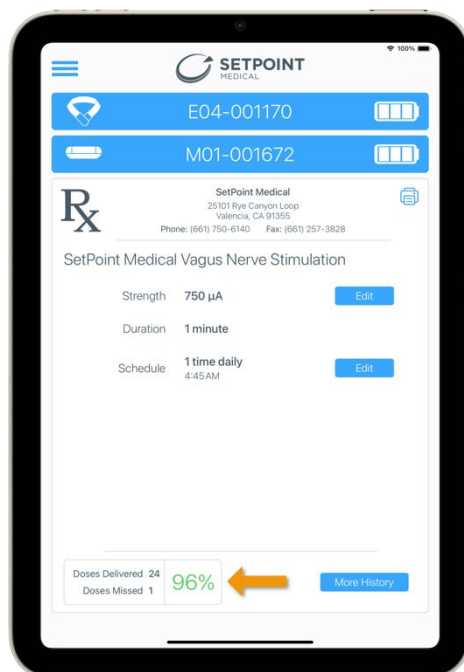 100%
SETPOINT
MEDICAL
E04-001170
M01-001672
Rx
SetPoint Medical
25101 Rye Canyon Loop
Valencia, CA 91355
Phone: (661) 750-6140 Fax: (661) 257-3828
SetPoint Medical Vagus Nerve Stimulation
Strength 750 µA Edit
Duration 1 minute
Schedule 1 time daily Edit
4:45 AM
Doses Delivered 24
Doses Missed 1
96%
More History